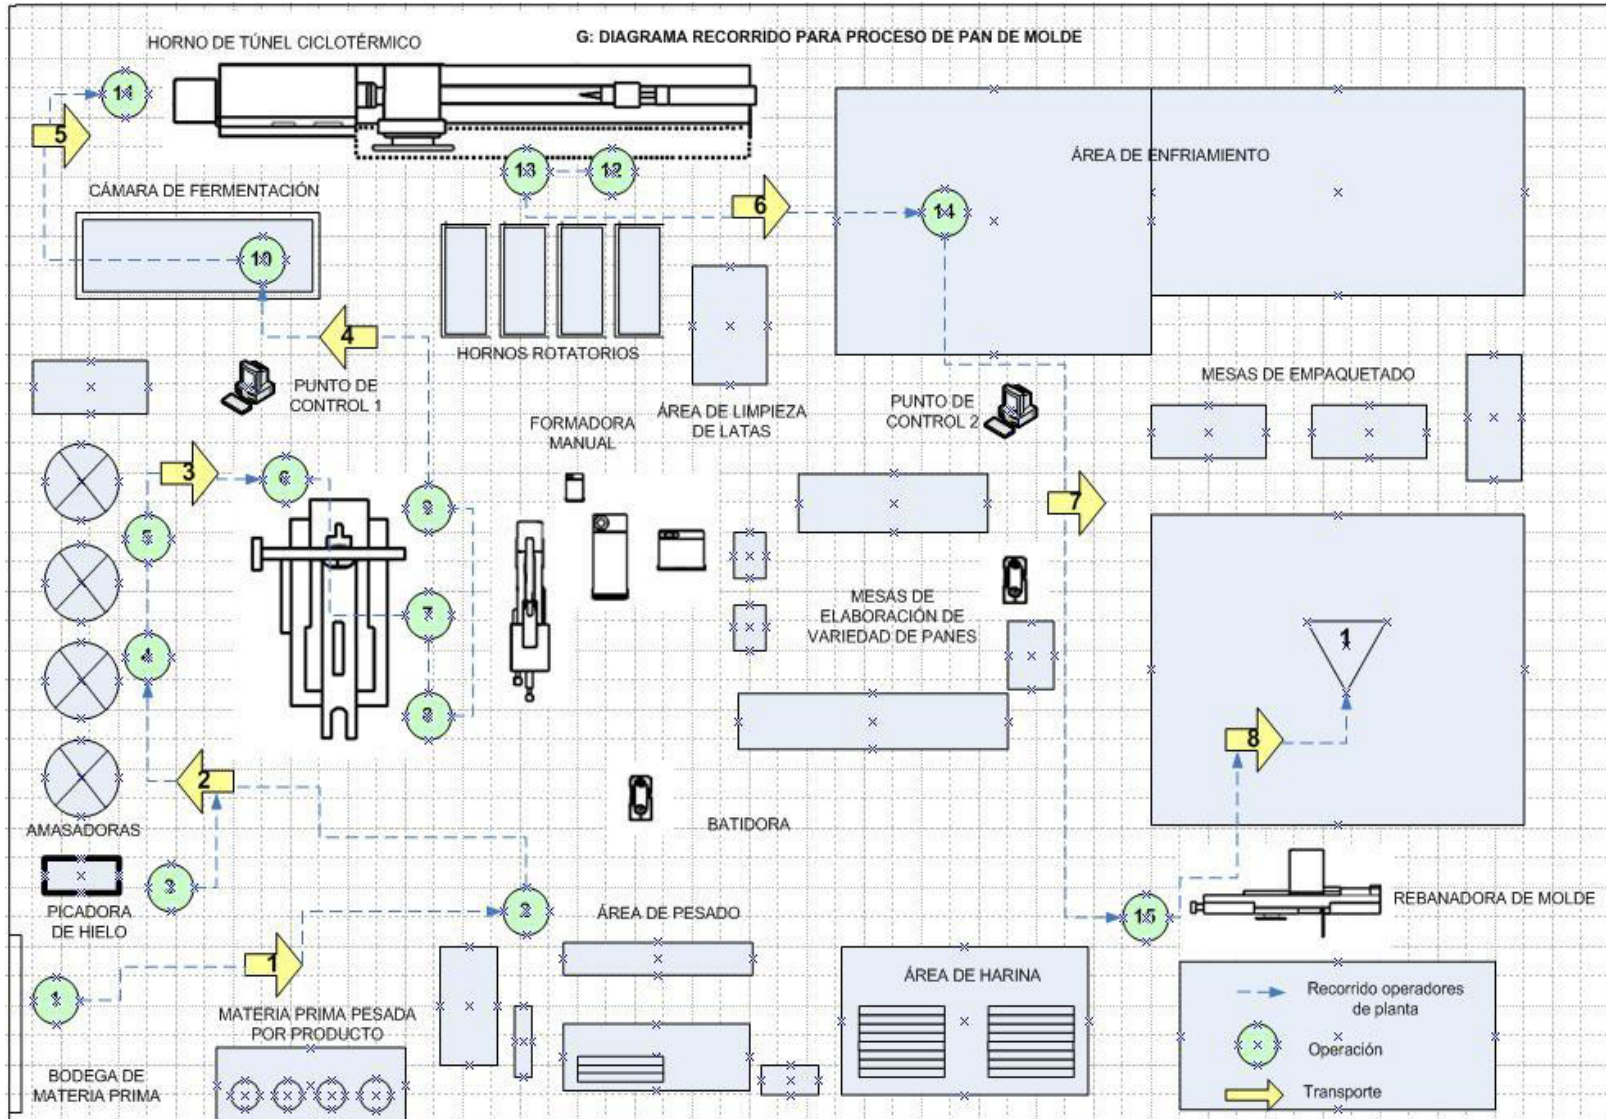 G: DIAGRAMA RECORRIDO PARA PROCESO DE PAN DE MOLDE
HORNO DE TÚNEL CICLOTÉRMICO
11
5
13
12
ÁREA DE ENFRIAMIENTO
CÁMARA DE FERMENTACIÓN
6
14
10
4
HORNOS ROTATORIOS
PUNTO DE
CONTROL 1
FORMADORA
MANUAL
ÁREA DE LIMPIEZA
DE LATAS
PUNTO DE
CONTROL 2
MESAS DE EMPAQUETADO
3
6
9
7
5
7
MESAS DE
ELABORACIÓN DE
VARIEDAD DE PANES
1
4
8
8
2
AMASADORAS
BATIDORA
3
PICADORA
DE HIELO
2
ÁREA DE PESADO
15
REBANADORA DE MOLDE
1
1
MATERIA PRIMA PESADA
POR PRODUCTO
ÁREA DE HARINA
BODEGA DE
MATERIA PRIMA
Recorrido operadores
de planta
Operación
Transporte